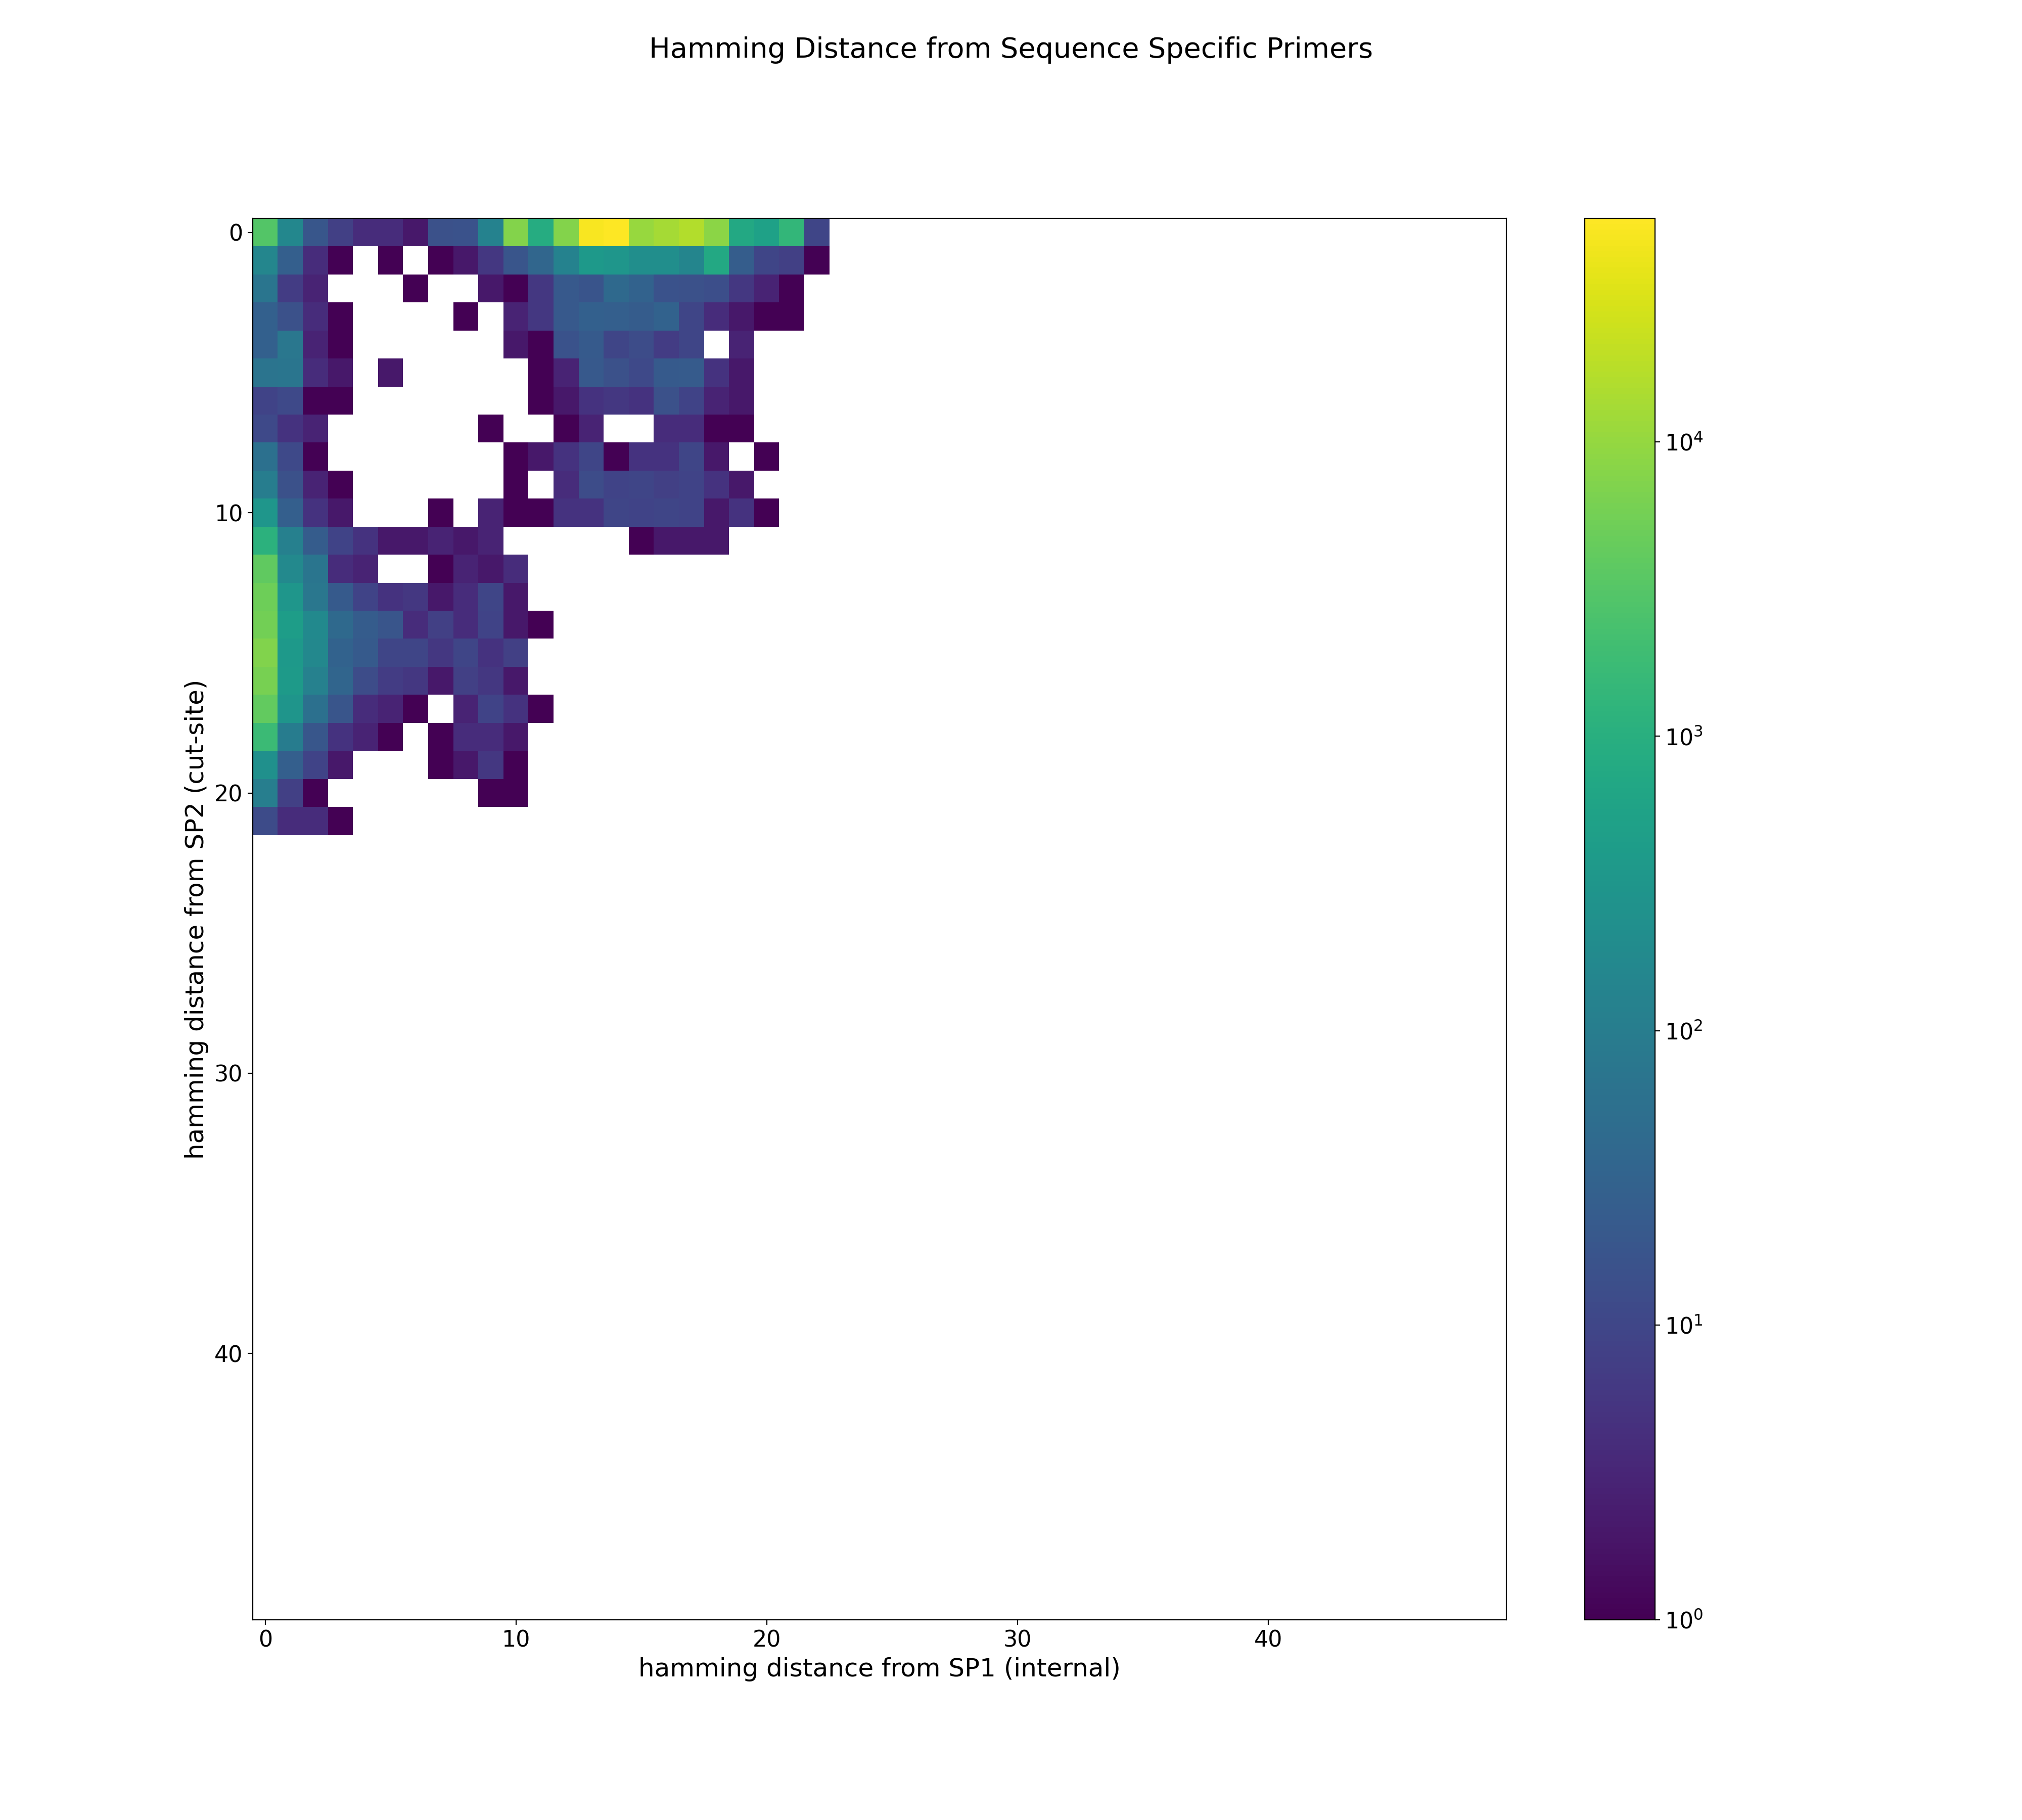 Hamming Distance from Sequence Specific Primers
hamming distance from SP2 (cut-site)
0
10
20
30
40
0 10 20 30 40
hamming distance from SP1 (internal)
10⁴
10³
10²
10¹
10⁰